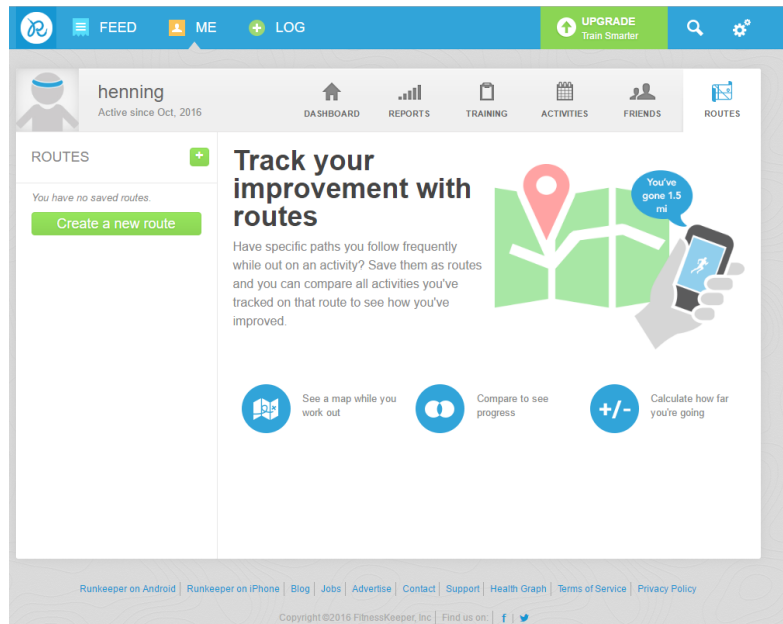 FEED
ME
LOG
UPGRADE
Train Smarter
henning
Active since Oct, 2016
DASHBOARD
REPORTS
TRAINING
ACTIVITIES
FRIENDS
ROUTES
ROUTES
+
You have no saved routes.
Create a new route
Track your
improvement with
routes
Have specific paths you follow frequently
while out on an activity? Save them as routes
and you can compare all activities you've
tracked on that route to see how you've
improved.
You've
gone 1.5
mi
See a map while you
work out
Compare to see
progress
+/-
Calculate how far
you're going
Runkeeper on Android | Runkeeper on iPhone | Blog | Jobs | Advertise | Contact | Support | Health Graph | Terms of Service | Privacy Policy
Copyright ©2016 FitnessKeeper, Inc | Find us on: | f |